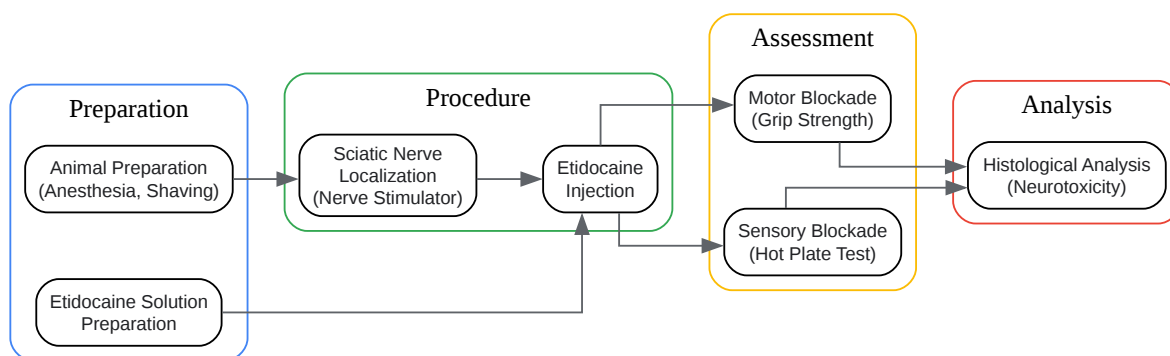 Preparation
Animal Preparation
(Anesthesia, Shaving)
Etidocaine Solution
Preparation
Procedure
Sciatic Nerve
Localization
(Nerve Stimulator)
Etidocaine
Injection
Assessment
Motor Blockade
(Grip Strength)
Sensory Blockade
(Hot Plate Test)
Analysis
Histological Analysis
(Neurotoxicity)